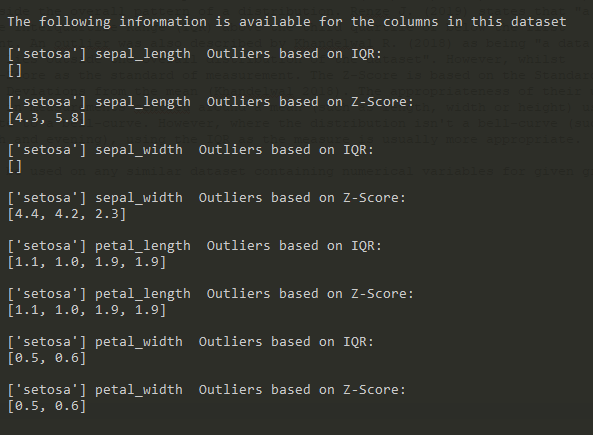 The following information is available for the columns in this dataset
['setosa'] sepal_length  Outliers based on IQR:
[]
['setosa'] sepal_length  Outliers based on Z-Score:
[4.3, 5.8]
['setosa'] sepal_width  Outliers based on IQR:
[]
['setosa'] sepal_width  Outliers based on Z-Score:
[4.4, 4.2, 2.3]
['setosa'] petal_length  Outliers based on IQR:
[1.1, 1.0, 1.9, 1.9]
['setosa'] petal_length  Outliers based on Z-Score:
[1.1, 1.0, 1.9, 1.9]
['setosa'] petal_width  Outliers based on IQR:
[0.5, 0.6]
['setosa'] petal_width  Outliers based on Z-Score:
[0.5, 0.6]